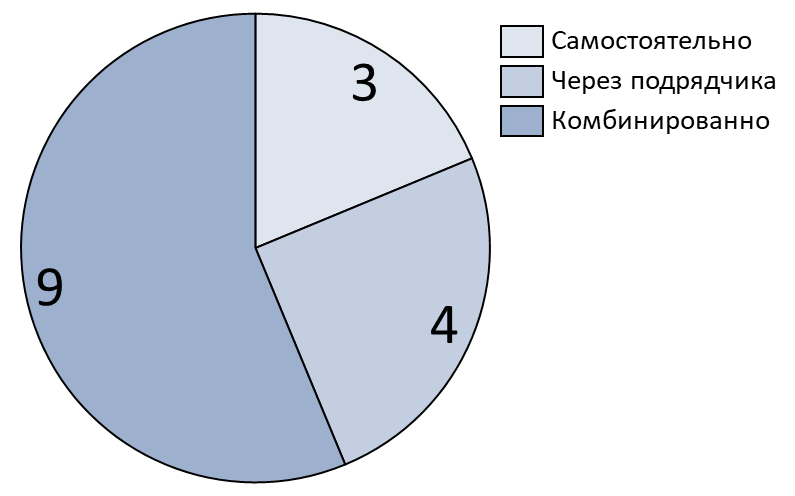 3
4
9
Самостоятельно
Через подрядчика
Комбинированно